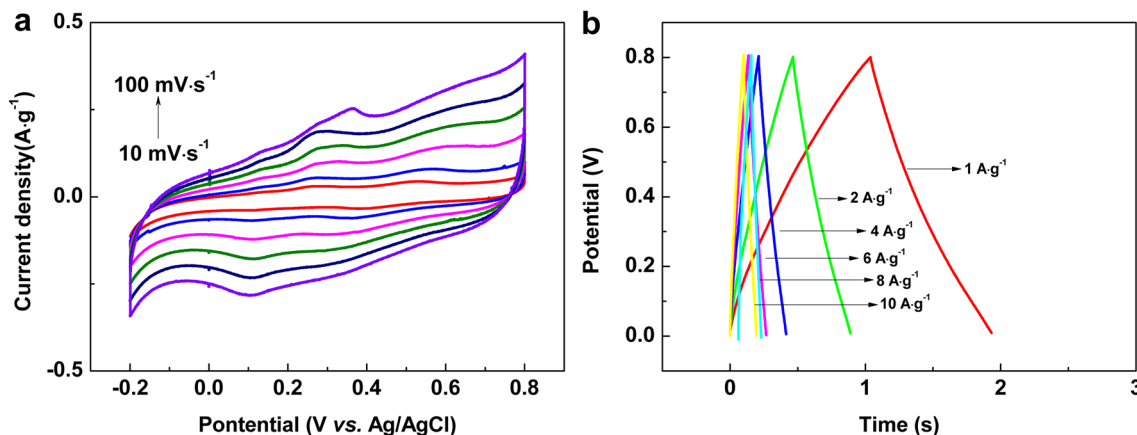 a
Current density(A·g⁻¹)
0.5
0.0
-0.5
100 mV·s⁻¹
10 mV·s⁻¹
-0.2 0.0 0.2 0.4 0.6 0.8
Pontential (V vs. Ag/AgCl)
b
Potential (V)
1.0
0.8
0.6
0.4
0.2
0.0
1 A·g⁻¹
2 A·g⁻¹
4 A·g⁻¹
6 A·g⁻¹
8 A·g⁻¹
10 A·g⁻¹
0 1 2 3
Time (s)